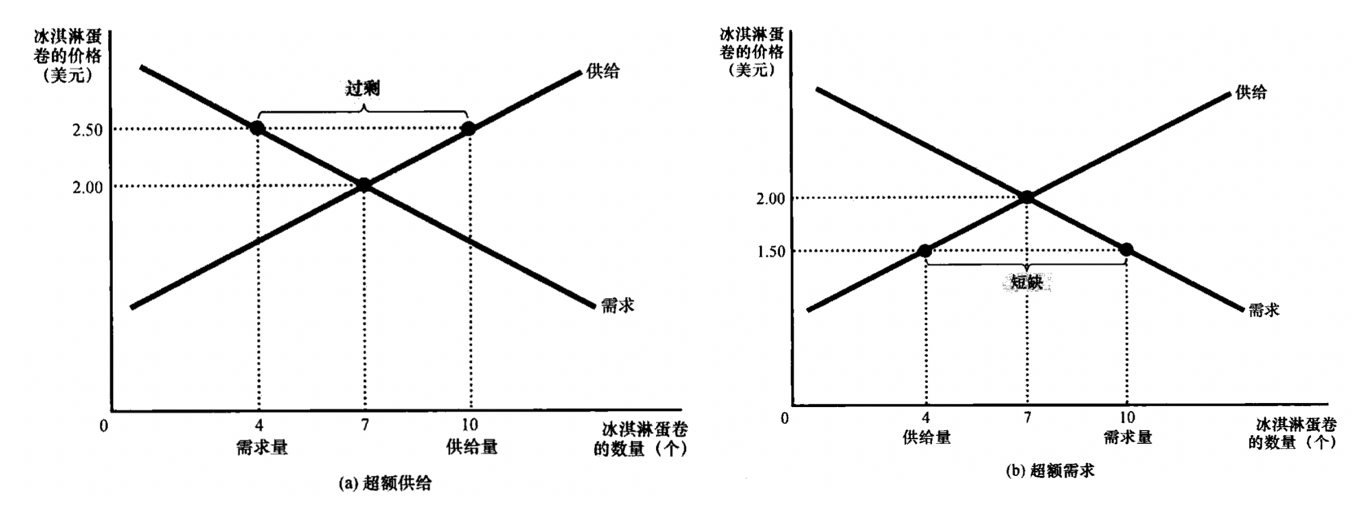 冰淇淋蛋
卷的价格
（美元）
供给
过剩
2.50
2.00
需求
0
4
7
10
需求量
供给量
冰淇淋蛋卷
的数量（个）
(a) 超额供给
冰淇淋蛋
卷的价格
（美元）
供给
2.00
1.50
短缺
需求
0
4
7
10
供给量
需求量
冰淇淋蛋卷
的数量（个）
(b) 超额需求